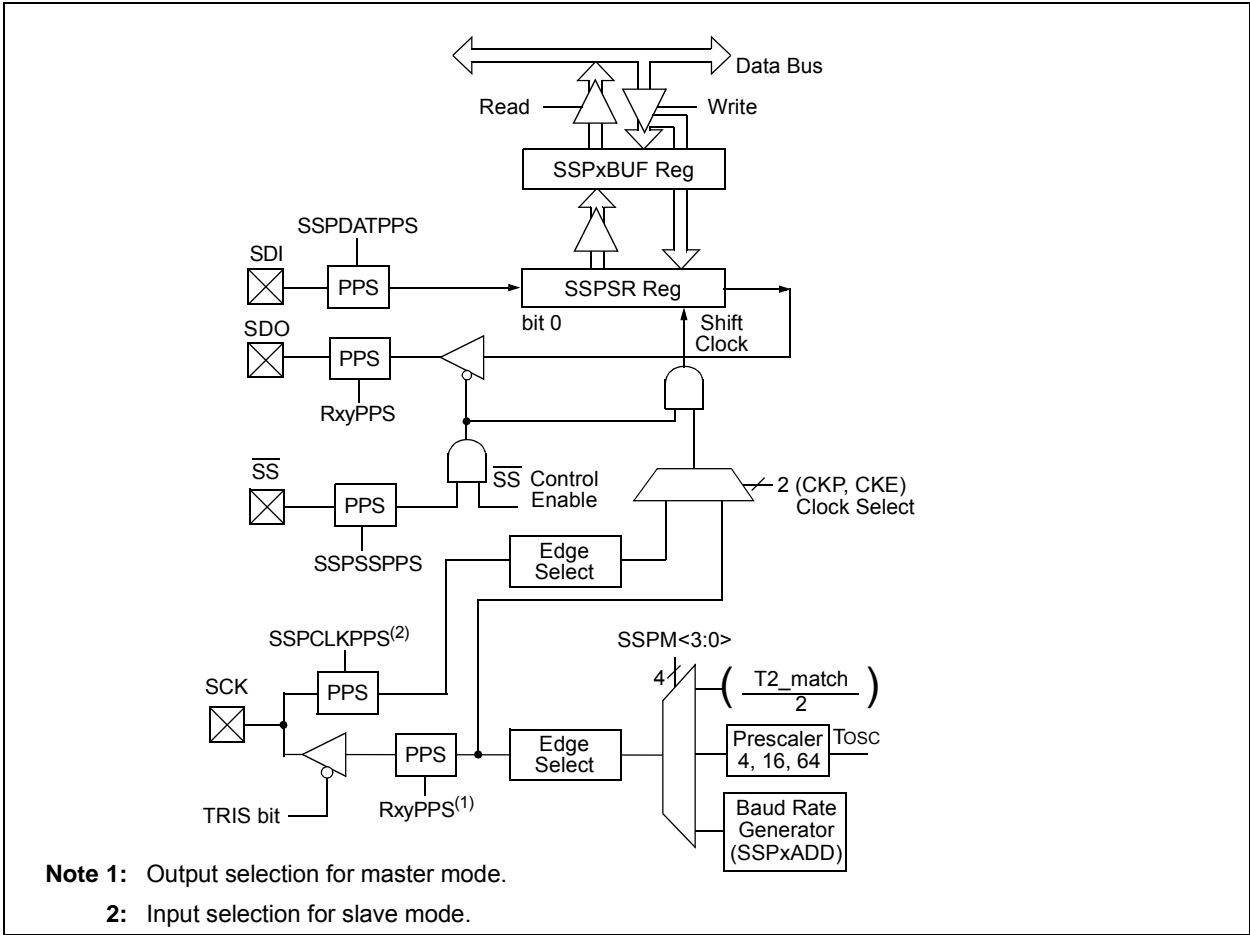 Data Bus
Read
Write
SSPxBUF Reg
SSPDATPPS
SDI
PPS
SSPSR Reg
bit 0
Shift
Clock
SDO
PPS
RxyPPS
SS
PPS
SSPSSPPS
SS Control
Enable
2 (CKP, CKE)
Clock Select
Edge
Select
SSPCLKPPS(2)
SCK
PPS
SSPM<3:0>
4
( T2_match
2 )
PPS
RxyPPS(1)
Edge
Select
Prescaler
4, 16, 64
TOSC
TRIS bit
Baud Rate
Generator
(SSPxADD)
Note 1: Output selection for master mode.
2: Input selection for slave mode.